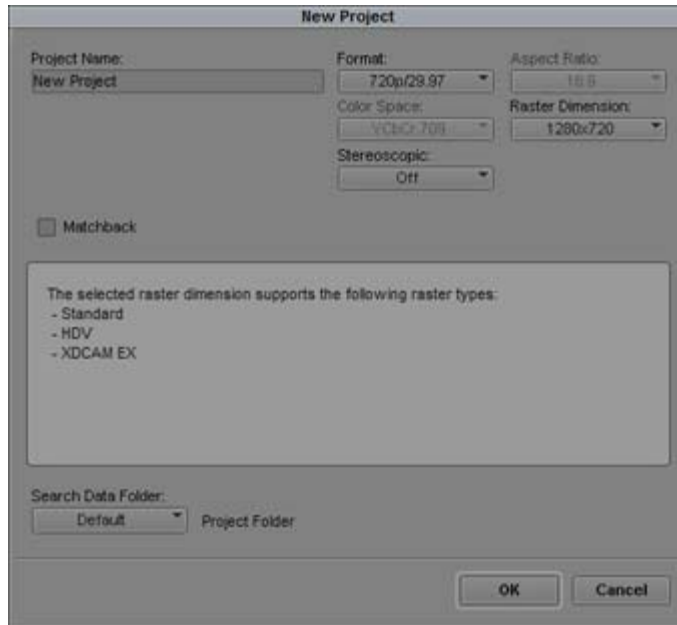 New Project
Project Name:
New Project
Format:
720p/29.97
Aspect Ratio:
16:9
Color Space:
YCbCr 709
Raster Dimension:
1280x720
Stereoscopic:
Off
Matchback
The selected raster dimension supports the following raster types:
- Standard
- HDV
- XDCAM EX
Search Data Folder:
Default
Project Folder
OK
Cancel